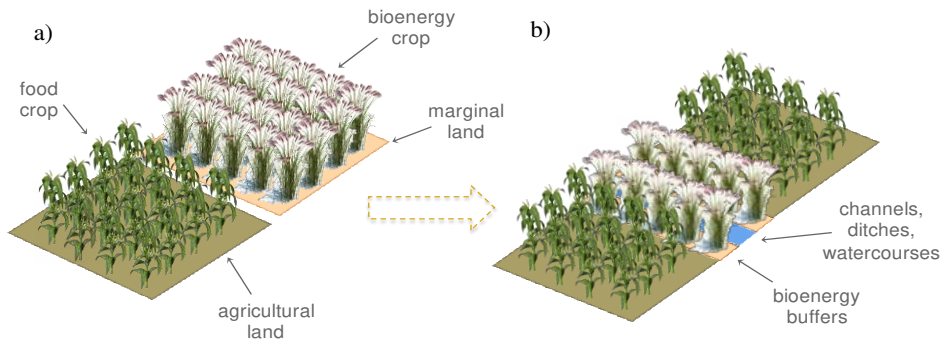 a)
bioenergy
crop
food
crop
marginal
land
agricultural
land
b)
channels,
ditches,
watercourses
bioenergy
buffers